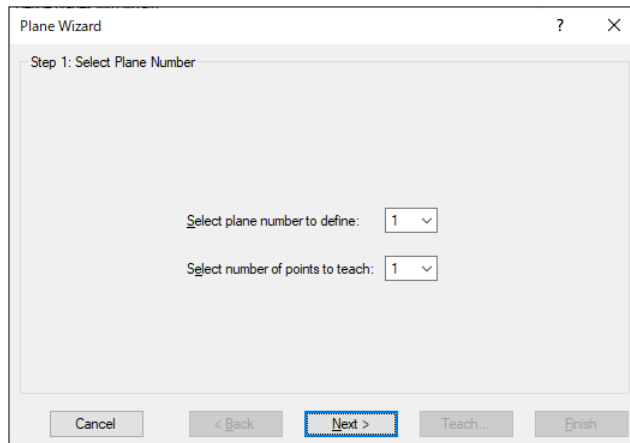 Plane Wizard ?
Step 1: Select Plane Number
Select plane number to define: 1
Select number of points to teach: 1
Cancel < Back Next > Teach... Finish